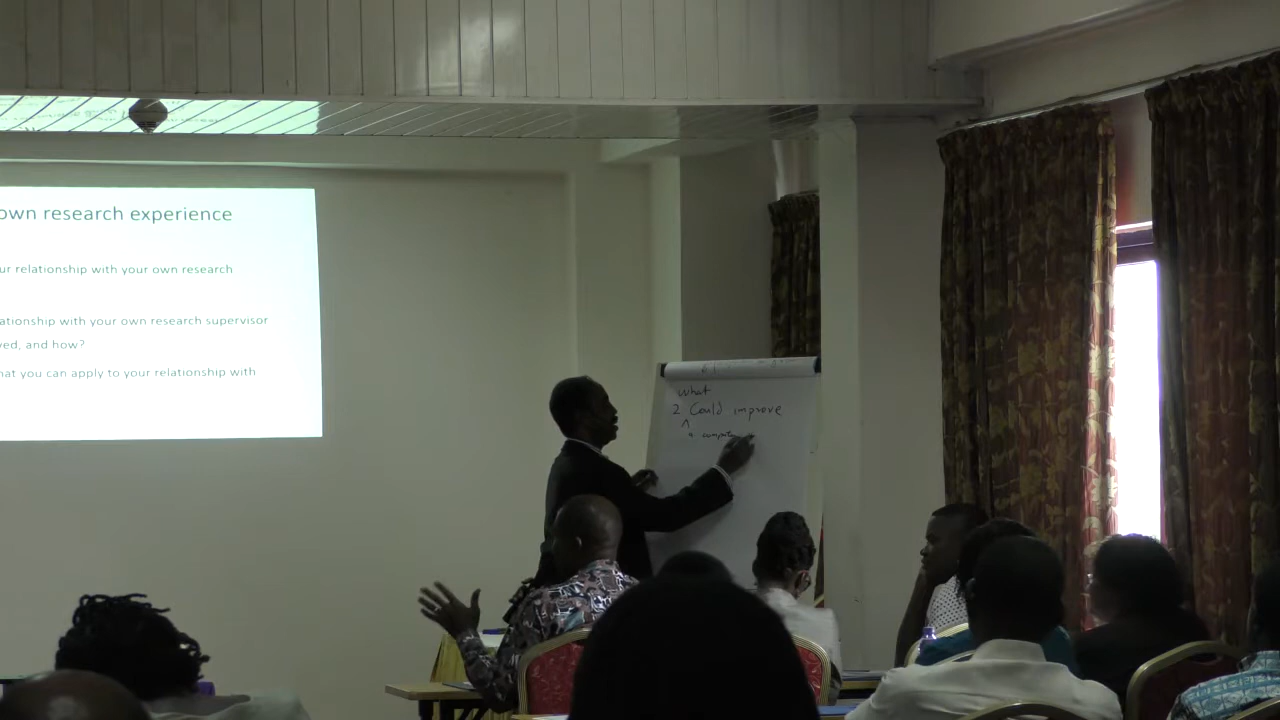 own research experience
ur relationship with your own research
ationship with your own research supervisor
ved, and how?
hat you can apply to your relationship with
what
2 Could improve